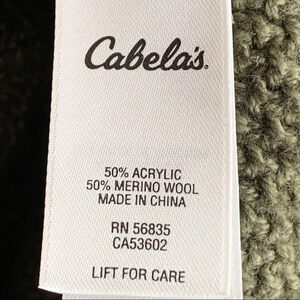 Cabela's.
50% ACRYLIC
50% MERINO WOOL
MADE IN CHINA
RN 56835
CA53602
LIFT FOR CARE